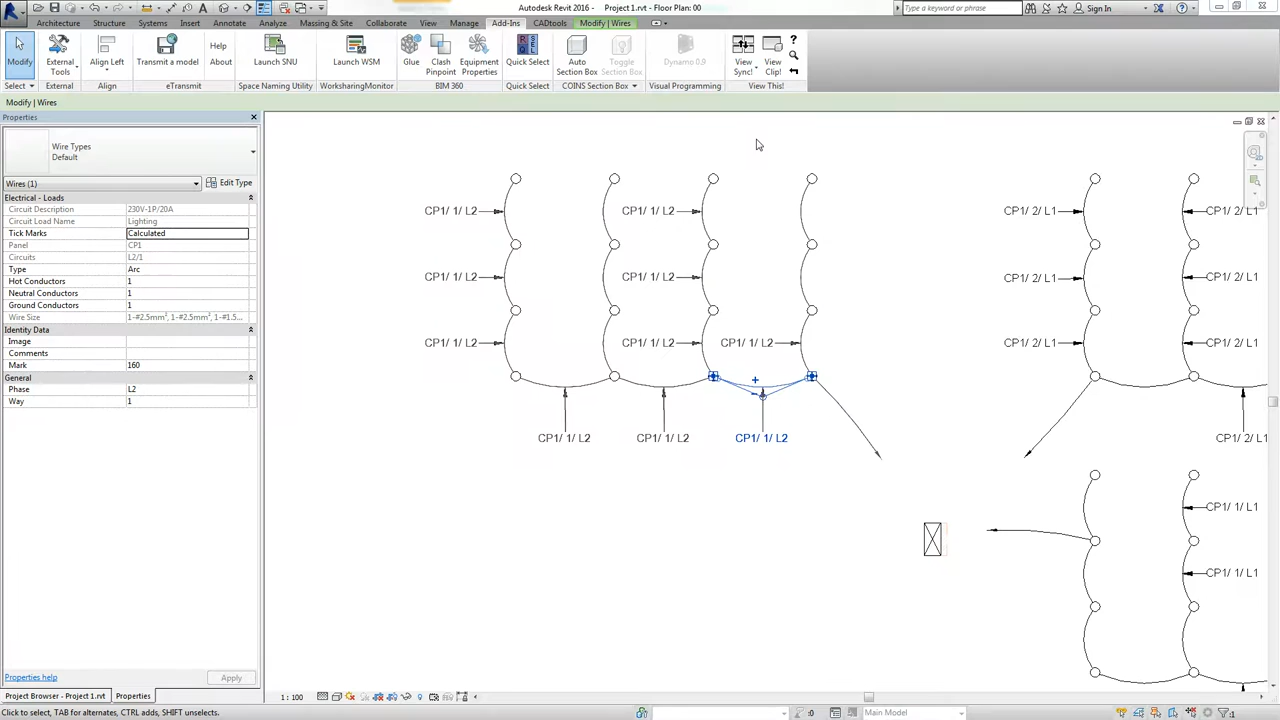 Autodesk Revit 2016 - Project 1.rvt - Floor Plan: 00
Type a keyword or phrase
Sign In
Architecture Structure Systems Insert Annotate Analyze Massing & Site Collaborate View Manage Add-Ins CADtools Modify | Wires
Modify
External Tools
Align Left
Transmit a model
Help
About
Launch SNU
Launch WSM
Glue
Clash Pinpoint
Equipment Properties
Quick Select
Auto Section Box
Toggle Section Box
Dynamo 0.9
View Sync!
View Clip!
Select External Align eTransmit Space Naming Utility WorksharingMonitor BIM 360 Quick Select COINS Section Box Visual Programming View This!
Modify | Wires
Properties
Wire Types
Default
Wires (1)
Edit Type
Electrical - Loads
Circuit Description 230V-1P/20A
Circuit Load Name Lighting
Tick Marks Calculated
Panel CP1
Circuits L2/1
Type Arc
Hot Conductors 1
Neutral Conductors 1
Ground Conductors 1
Wire Size 1-#2.5mm², 1-#2.5mm², 1-#1.5...
Identity Data
Image
Comments
Mark 160
General
Phase L2
Way 1
Properties help
Apply
Project Browser - Project 1.rvt
Properties
CP1/ 1/ L2 CP1/ 1/ L2 CP1/ 2/ L1 CP1/ 2/ L1
CP1/ 1/ L2 CP1/ 1/ L2 CP1/ 2/ L1 CP1/ 2/ L1
CP1/ 1/ L2 CP1/ 1/ L2 CP1/ 1/ L2 CP1/ 2/ L1 CP1/ 2/ L1
CP1/ 1/ L2 CP1/ 1/ L2 CP1/ 1/ L2 CP1/ 2/ L1
CP1/ 1/ L1
CP1/ 1/ L1
1 : 100
Click to select, TAB for alternates, CTRL adds, SHIFT unselects.
:0
Main Model
:1